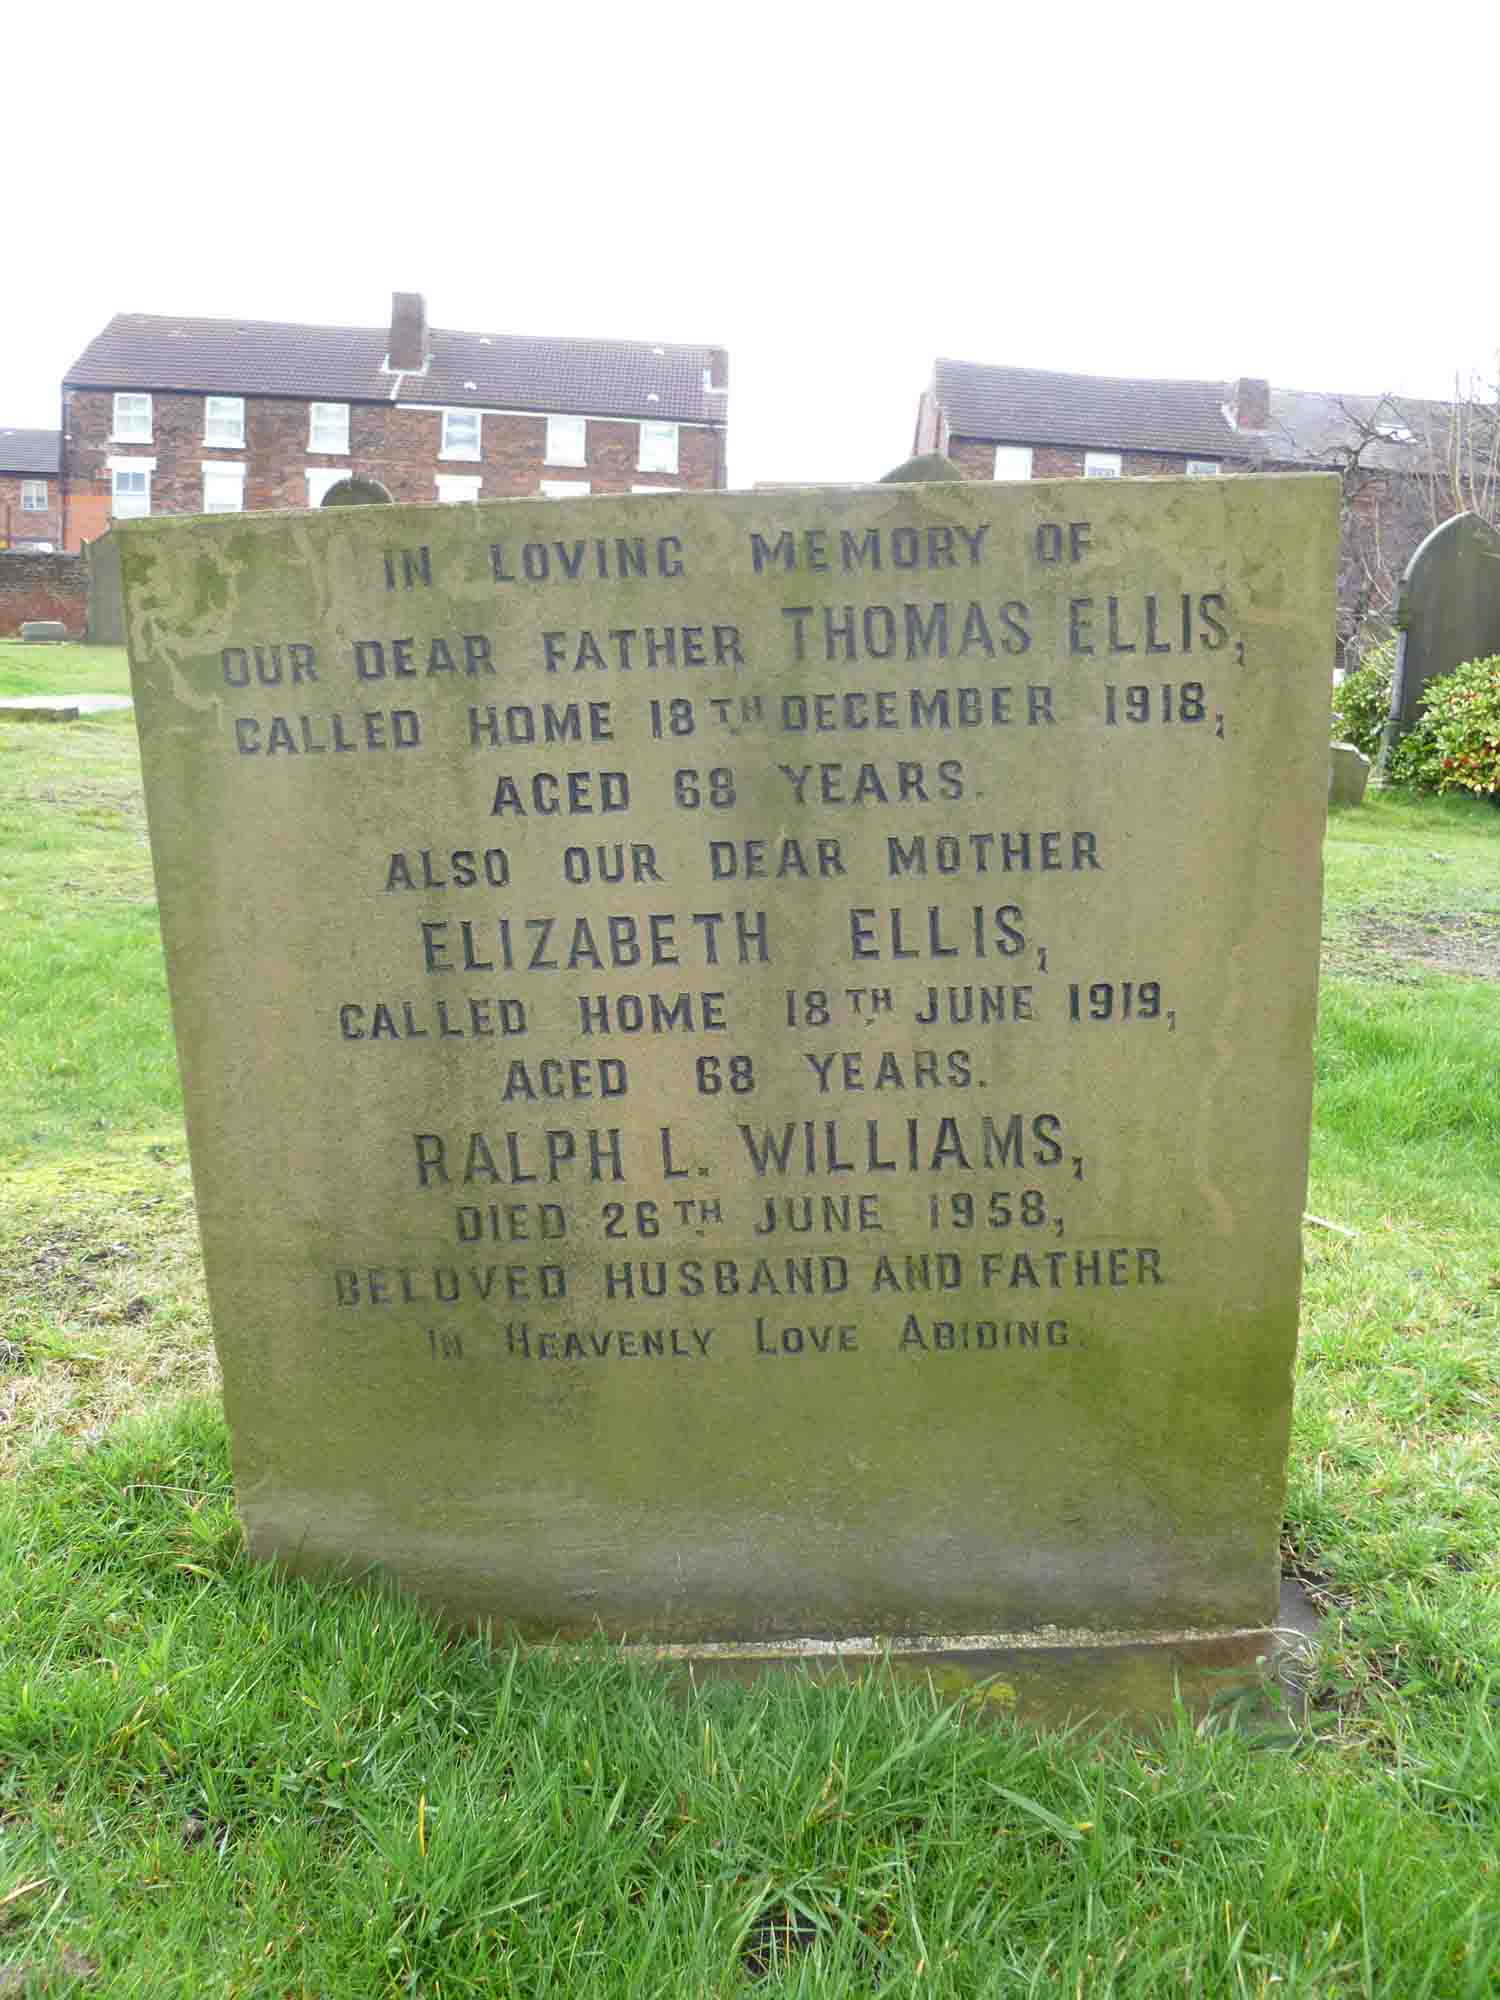 IN LOVING MEMORY OF
OUR DEAR FATHER THOMAS ELLIS,
CALLED HOME 18TH DECEMBER 1918,
AGED 68 YEARS.
ALSO OUR DEAR MOTHER
ELIZABETH ELLIS,
CALLED HOME 18TH JUNE 1919,
AGED 68 YEARS.
RALPH L. WILLIAMS,
DIED 26TH JUNE 1958,
BELOVED HUSBAND AND FATHER
IN HEAVENLY LOVE ABIDING.